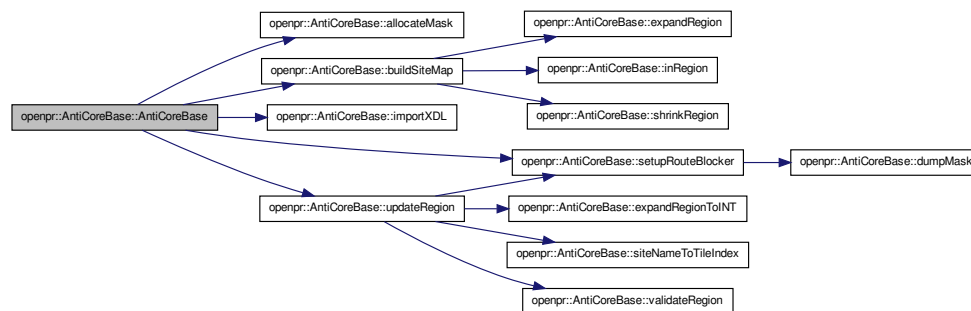 openpr::AntiCoreBase::AntiCoreBase
openpr::AntiCoreBase::allocateMask
openpr::AntiCoreBase::buildSiteMap
openpr::AntiCoreBase::importXDL
openpr::AntiCoreBase::updateRegion
openpr::AntiCoreBase::expandRegion
openpr::AntiCoreBase::inRegion
openpr::AntiCoreBase::shrinkRegion
openpr::AntiCoreBase::setupRouteBlocker
openpr::AntiCoreBase::expandRegionToINT
openpr::AntiCoreBase::siteNameToTileIndex
openpr::AntiCoreBase::validateRegion
openpr::AntiCoreBase::dumpMask